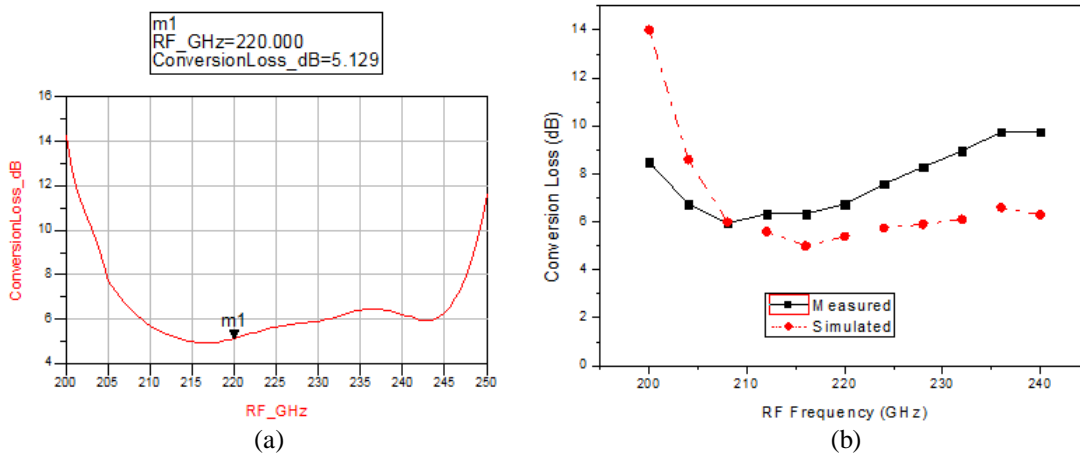 m1
RF_GHz=220.000
ConversionLoss_dB=5.129
16
14
12
10
8
6
4
ConversionLoss_dB
m1
200 205 210 215 220 225 230 235 240 245 250
RF_GHz
(a)
14
12
10
8
6
4
2
0
Conversion Loss (dB)
Measured
Simulated
200 210 220 230 240
RF Frequency (GHz)
(b)